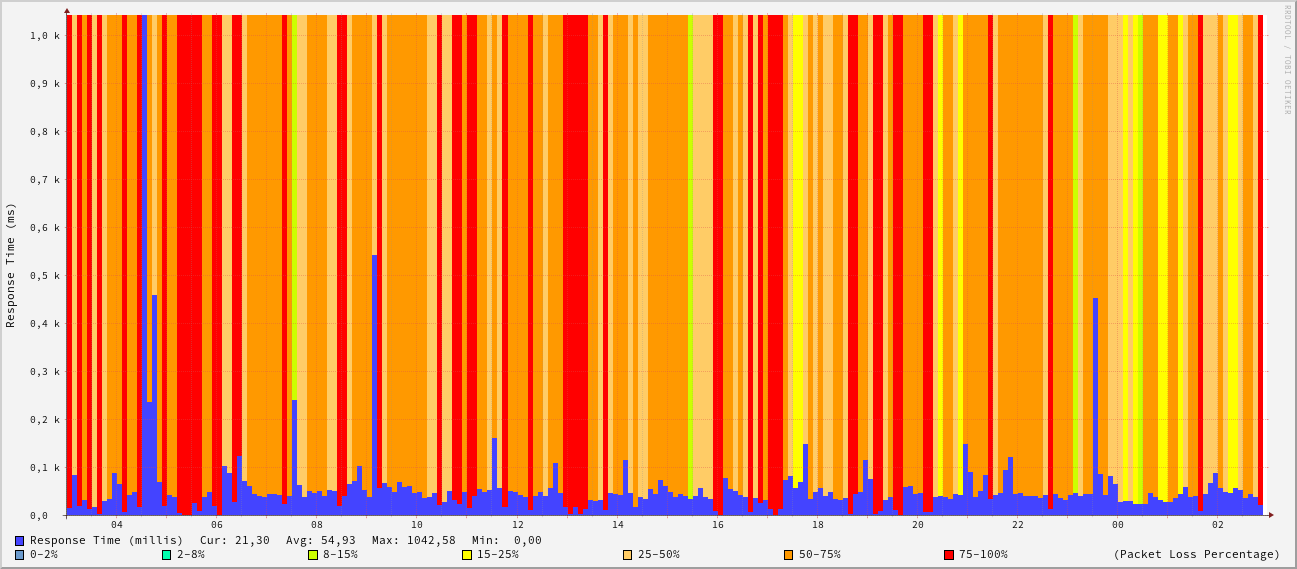 RRDTOOL / TOBI OETIKER
Response Time (ms)
1,0 k
0,9 k
0,8 k
0,7 k
0,6 k
0,5 k
0,4 k
0,3 k
0,2 k
0,1 k
0,0
04 06 08 10 12 14 16 18 20 22 00 02
Response Time (millis) Cur: 21,30 Avg: 54,93 Max: 1042,58 Min: 0,00
0-2% 2-8% 8-15% 15-25% 25-50% 50-75% 75-100% (Packet Loss Percentage)